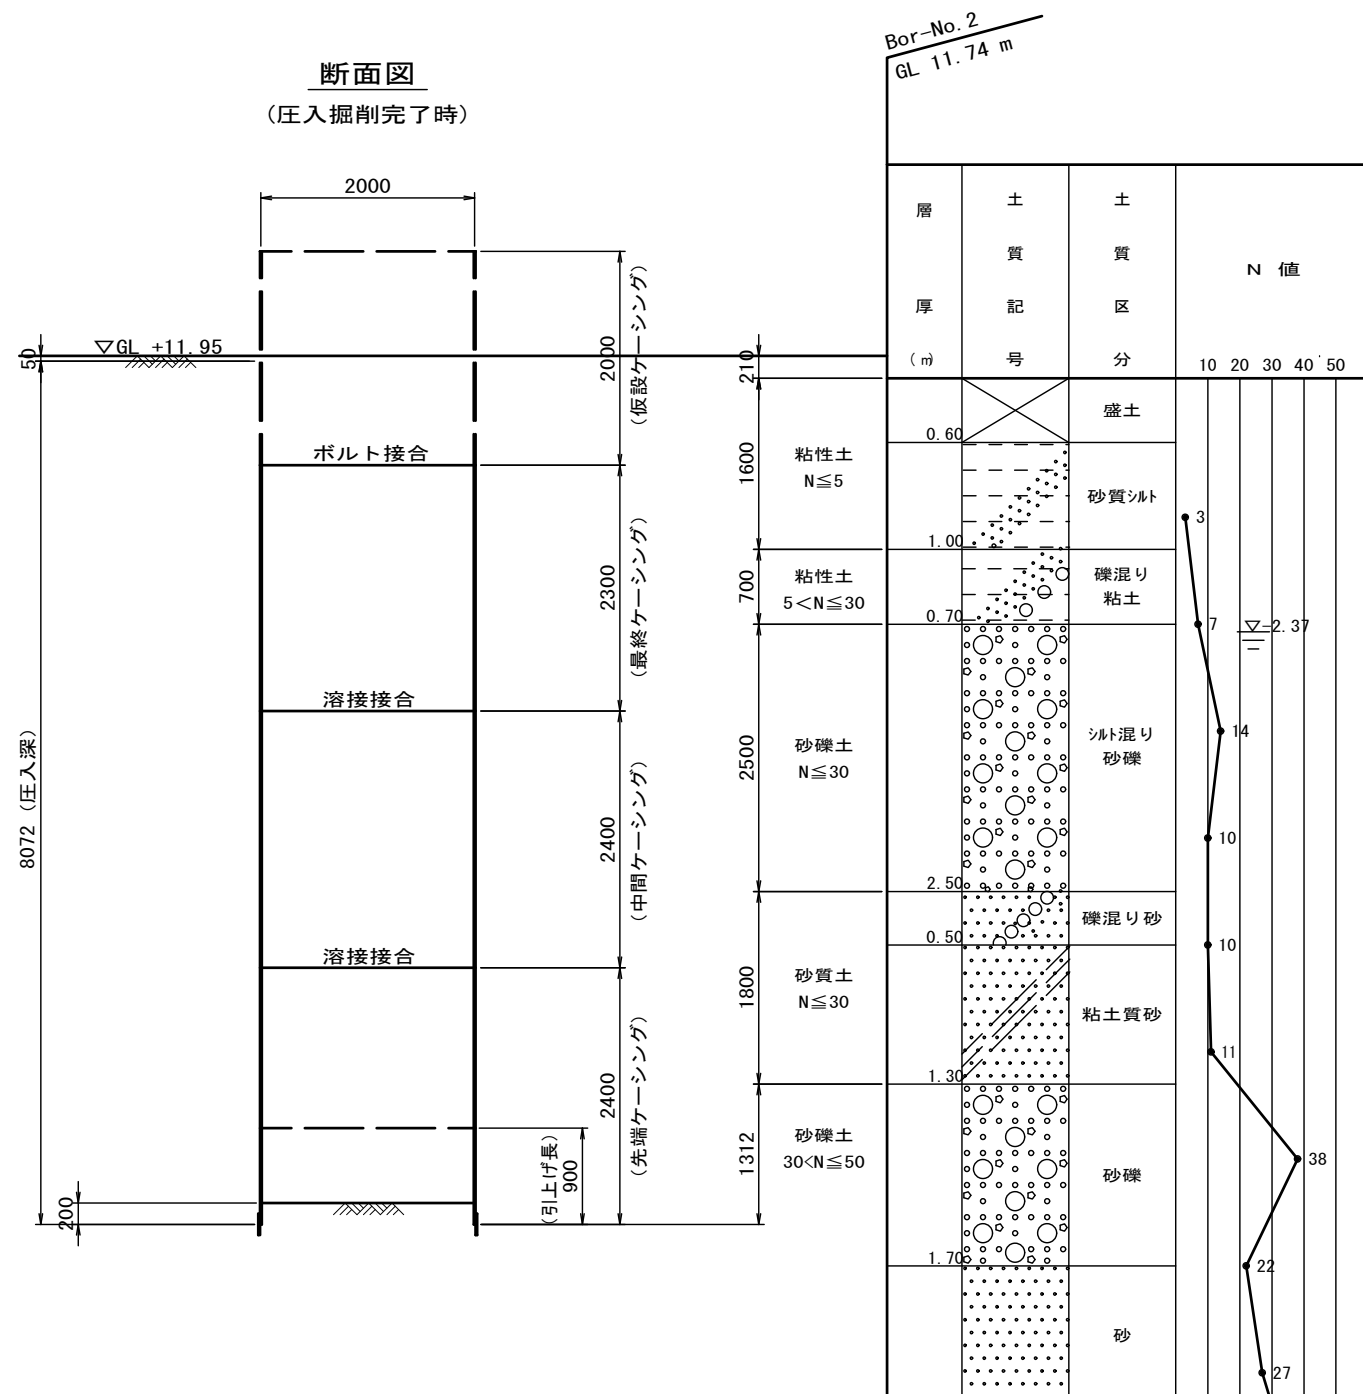 断面図
(圧入掘削完了時)
2000
▽GL +11.95
50
8072 (圧入深)
200
ボルト接合
溶接接合
溶接接合
2000
(仮設ケーシング)
2300
(最終ケーシング)
2400
(中間ケーシング)
2400
(先端ケーシング)
(引上げ長)
900
210
1600
粘性土
N≦5
700
粘性土
5<N≦30
2500
砂礫土
N≦30
1800
砂質土
N≦30
1312
砂礫土
30<N≦50
Bor-No.2
GL 11.74 m
層厚(m)
土質記号
土質区分
N 値
10 20 30 40 50
0.60
盛土
1.00
砂質シルト
0.70
礫混り
粘土
2.50
シルト混り
砂礫
0.50
礫混り砂
1.30
粘土質砂
1.70
砂礫
砂
3
7
▽-2.37
14
10
10
11
38
22
27